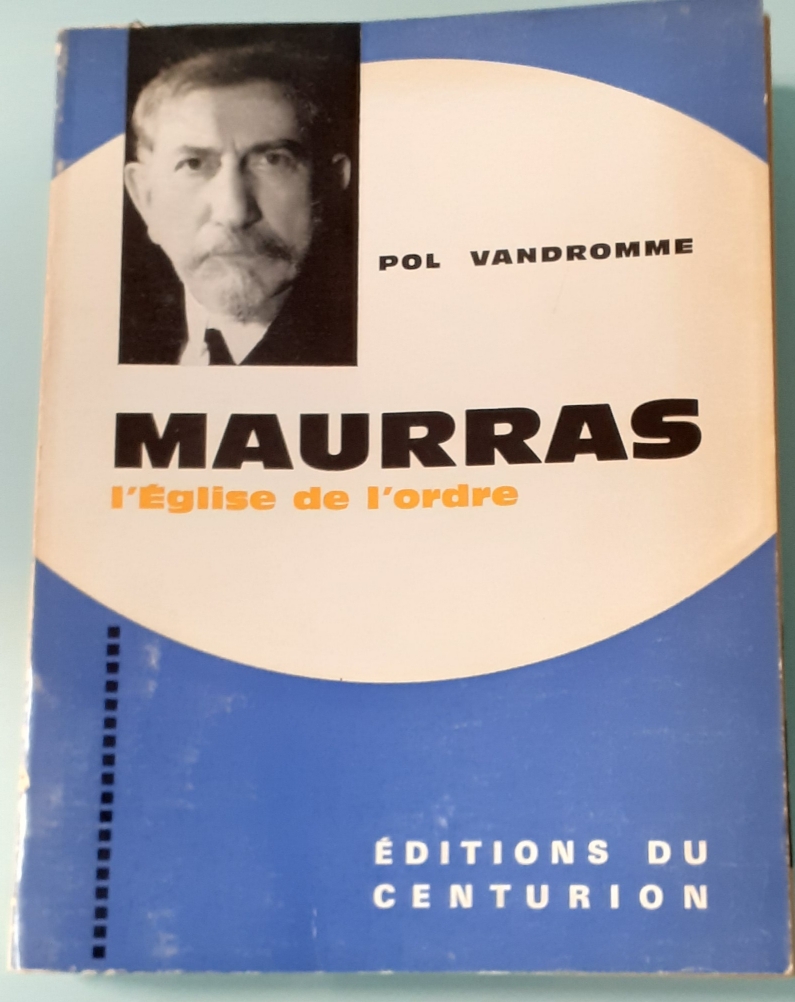 POL VANDROMME
MAURRAS
l'Église de l'ordre
ÉDITIONS DU
CENTURION